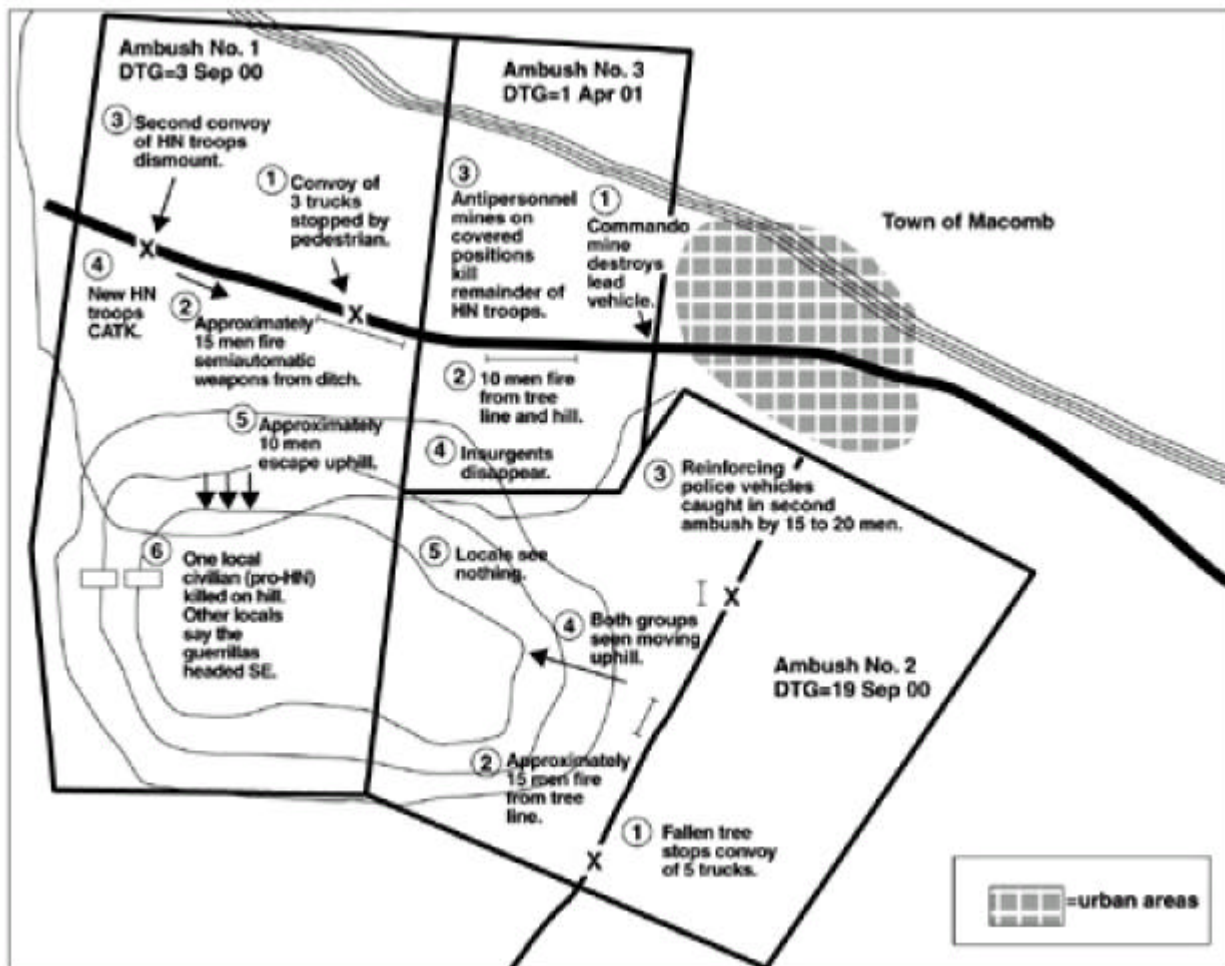 Ambush No. 1
DTG=3 Sep 00
3 Second convoy
of HN troops
dismount.
1 Convoy of
3 trucks
stopped by
pedestrian.
4
New HN
troops
CATK.
2
Approximately
15 men fire
semiautomatic
weapons from ditch.
5 Approximately
10 men
escape uphill.
6 One local
civilian (pro-HN)
killed on hill.
Other locals
say the
guerrillas
headed SE.
Ambush No. 3
DTG=1 Apr 01
3
Antipersonnel
mines on
covered
positions
kill
remainder of
HN troops.
1
Commando
mine
destroys
lead
vehicle.
2 10 men fire
from tree
line and hill.
4 Insurgents
disappear.
5 Locals see
nothing.
Town of Macomb
3 Reinforcing
police vehicles
caught in second
ambush by 15 to 20 men.
4 Both groups
seen moving
uphill.
Ambush No. 2
DTG=19 Sep 00
2 Approximately
15 men fire
from tree
line.
1 Fallen tree
stops convoy
of 5 trucks.
=urban areas
X
X
X
X